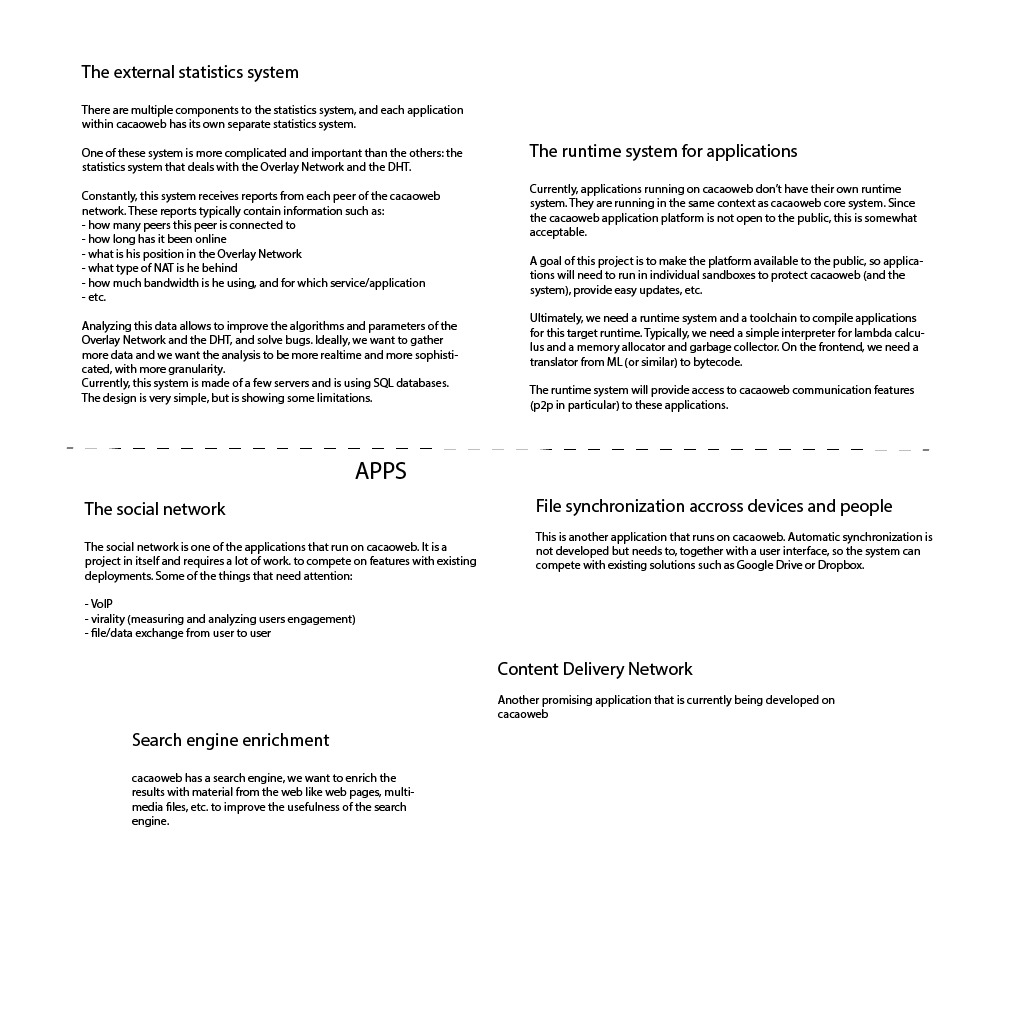 The external statistics system
There are multiple components to the statistics system, and each application
within cacaoweb has its own separate statistics system.
One of these system is more complicated and important than the others: the
statistics system that deals with the Overlay Network and the DHT.
Constantly, this system receives reports from each peer of the cacaoweb
network. These reports typically contain information such as:
- how many peers this peer is connected to
- how long has it been online
- what is his position in the Overlay Network
- what type of NAT is he behind
- how much bandwidth is he using, and for which service/application
- etc.
Analyzing this data allows to improve the algorithms and parameters of the
Overlay Network and the DHT, and solve bugs. Ideally, we want to gather
more data and we want the analysis to be more realtime and more sophisti-
cated, with more granularity.
Currently, this system is made of a few servers and is using SQL databases.
The design is very simple, but is showing some limitations.
The runtime system for applications
Currently, applications running on cacaoweb don't have their own runtime
system. They are running in the same context as cacaoweb core system. Since
the cacaoweb application platform is not open to the public, this is somewhat
acceptable.
A goal of this project is to make the platform available to the public, so applica-
tions will need to run in individual sandboxes to protect cacaoweb (and the
system), provide easy updates, etc.
Ultimately, we need a runtime system and a toolchain to compile applications
for this target runtime. Typically, we need a simple interpreter for lambda calcu-
lus and a memory allocator and garbage collector. On the frontend, we need a
translator from ML (or similar) to bytecode.
The runtime system will provide access to cacaoweb communication features
(p2p in particular) to these applications.
APPS
The social network
The social network is one of the applications that run on cacaoweb. It is a
project in itself and requires a lot of work. to compete on features with existing
deployments. Some of the things that need attention:
- VoIP
- virality (measuring and analyzing users engagement)
- file/data exchange from user to user
File synchronization accross devices and people
This is another application that runs on cacaoweb. Automatic synchronization is
not developed but needs to, together with a user interface, so the system can
compete with existing solutions such as Google Drive or Dropbox.
Content Delivery Network
Another promising application that is currently being developed on
cacaoweb
Search engine enrichment
cacaoweb has a search engine, we want to enrich the
results with material from the web like web pages, multi-
media files, etc. to improve the usefulness of the search
engine.